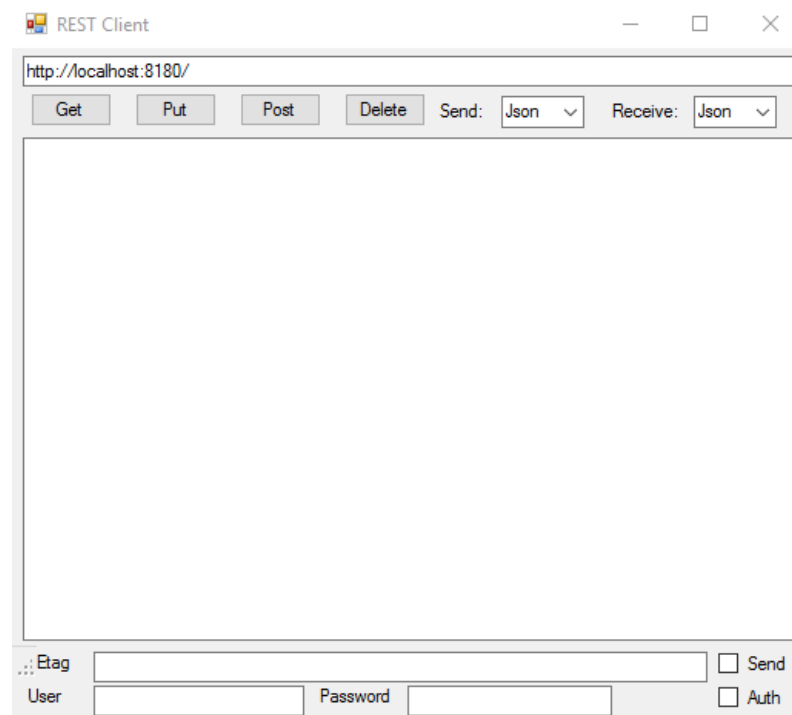 REST Client
http://localhost:8180/
Get Put Post Delete Send: Json Receive: Json
Etag Send
User Password Auth